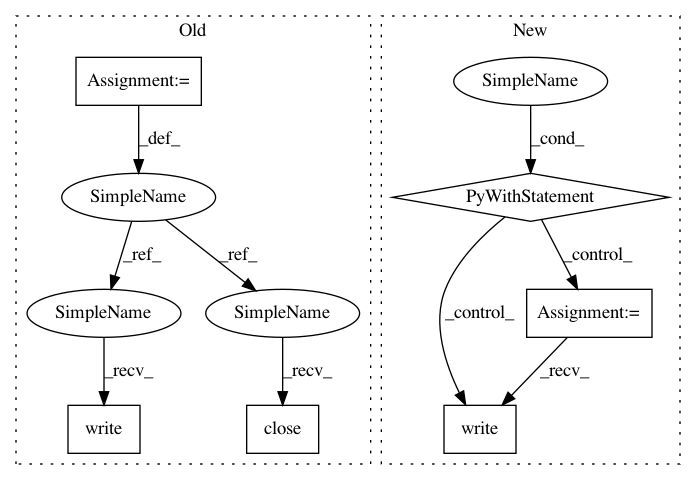 Old
New
Assignment:=
SimpleName
_def_
_cond_
SimpleName
PyWithStatement
_ref_
_ref_
_control_
SimpleName
SimpleName
_control_
Assignment:=
_recv_
_recv_
_recv_
write
close
write